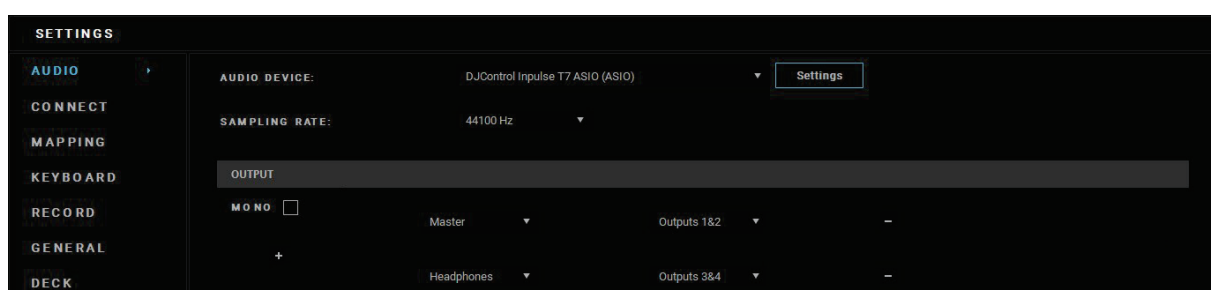 SETTINGS
AUDIO
CONNECT
MAPPING
KEYBOARD
RECORD
GENERAL
DECK
AUDIO DEVICE: DJControl Inpulse T7 ASIO (ASIO) Settings
SAMPLING RATE: 44100 Hz
OUTPUT
MONO
Master Outputs 1&2 −
+
Headphones Outputs 3&4 −